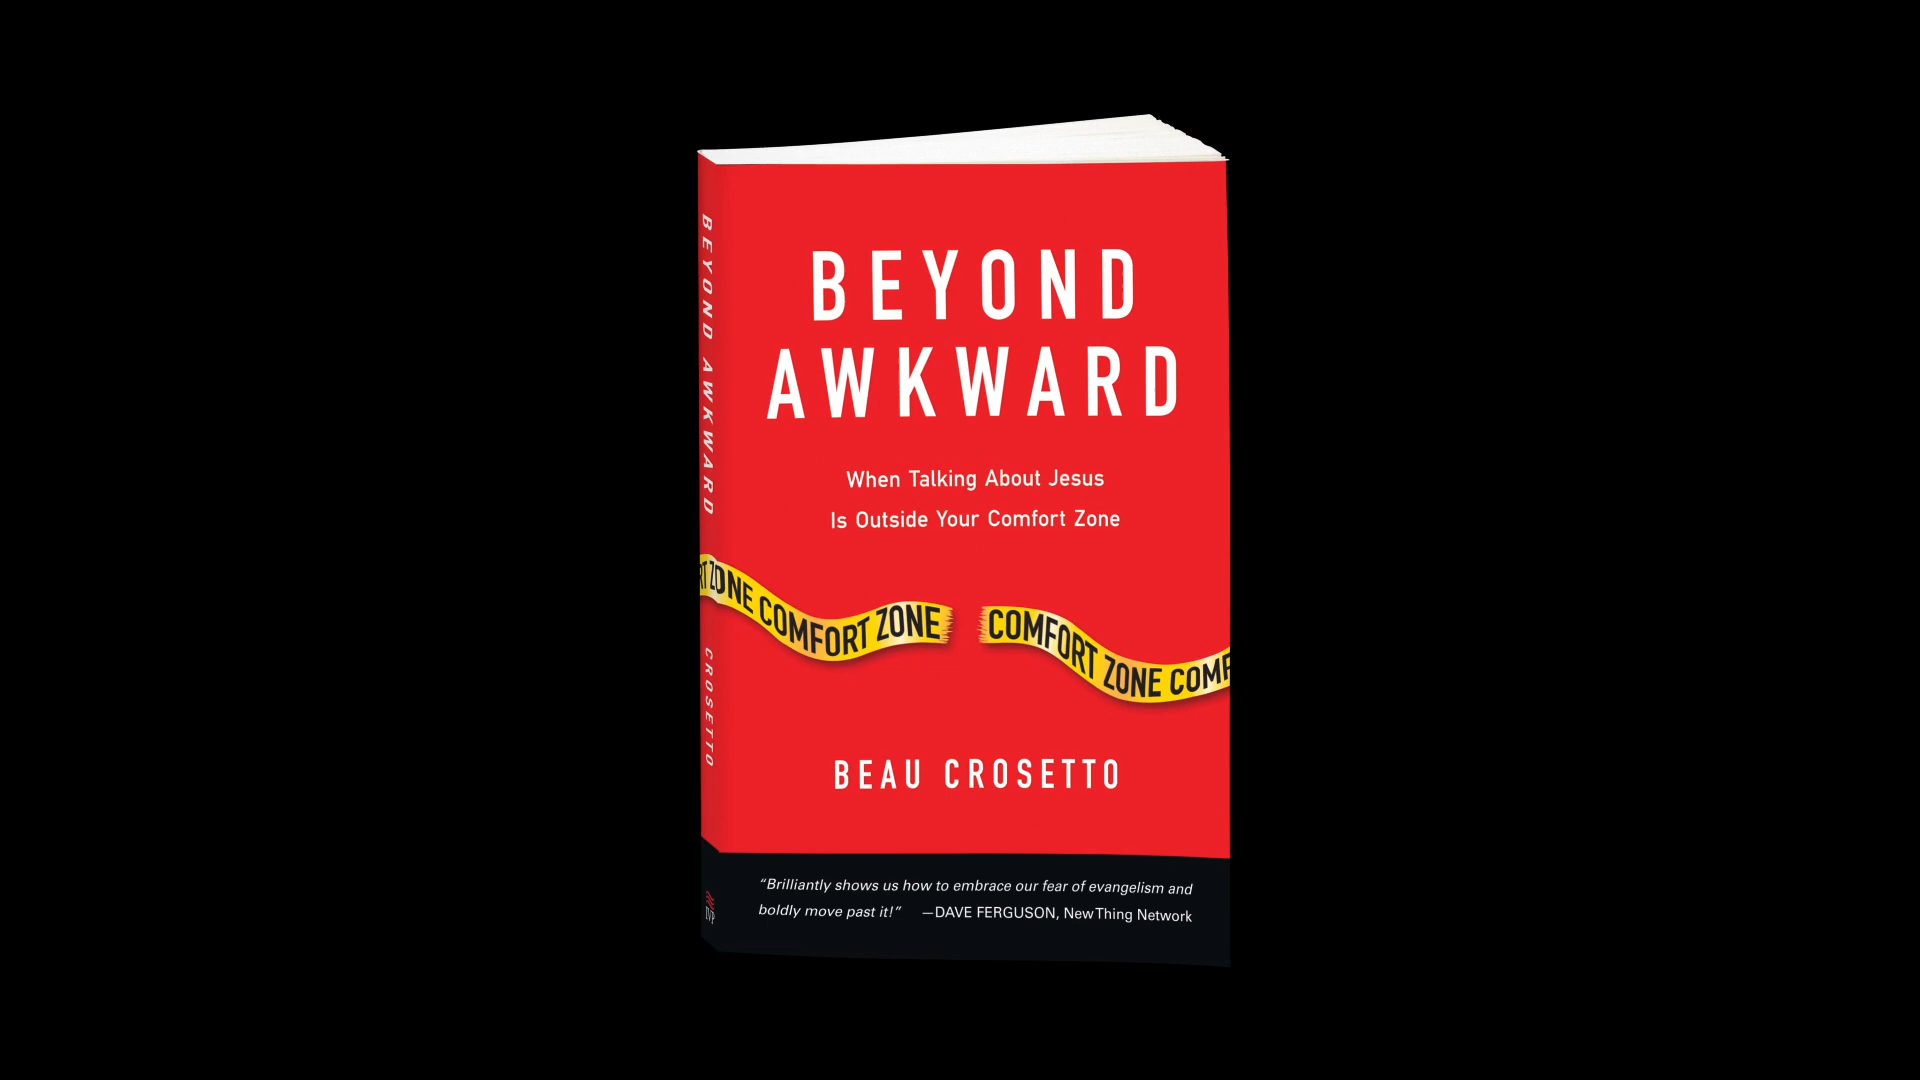 BEYOND AWKWARD
CROSETTO
IVP
BEYOND
AWKWARD
When Talking About Jesus
Is Outside Your Comfort Zone
RT ZONE COMFORT ZONE
COMFORT ZONE COMF
BEAU CROSETTO
“Brilliantly shows us how to embrace our fear of evangelism and
boldly move past it!” —DAVE FERGUSON, NewThing Network